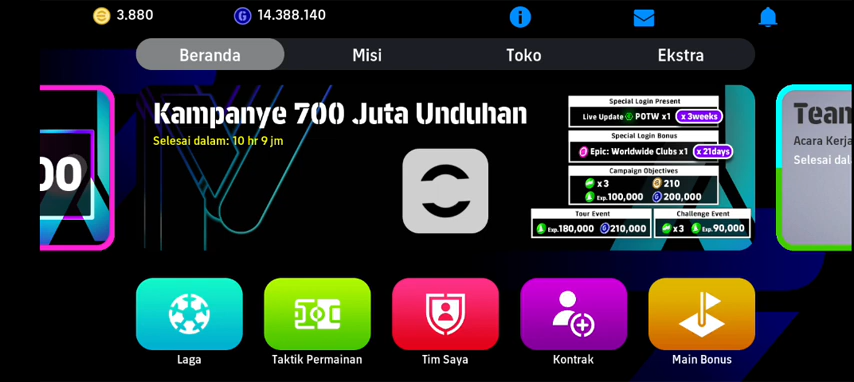 3.880
14.388.140
Beranda
Misi
Toko
Ekstra
00
Kampanye 700 Juta Unduhan
Selesai dalam: 10 hr 9 jm
Special Login Present
Live Update POTW x1 x 3weeks
Special Login Bonus
Epic: Worldwide Clubs x1 x 21days
Campaign Objectives
x 3 210
Exp.100,000 200,000
Tour Event
Exp.180,000 210,000
Challenge Event
x3 Exp.90,000
Team
Acara Kerja
Selesai dal
Laga
Taktik Permainan
Tim Saya
Kontrak
Main Bonus